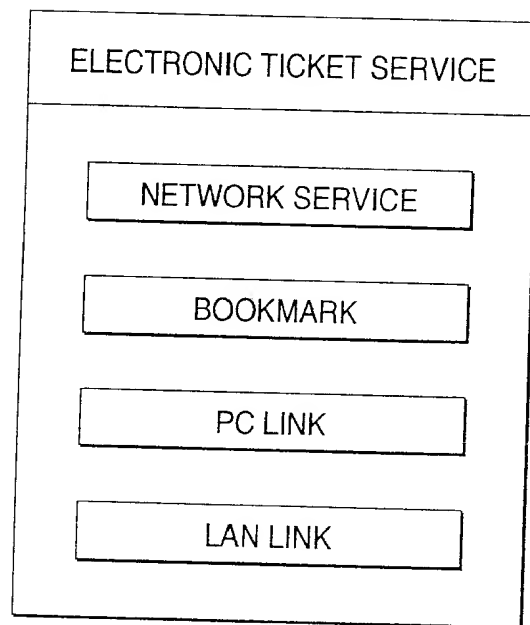 ELECTRONIC TICKET SERVICE
NETWORK SERVICE
BOOKMARK
PC LINK
LAN LINK